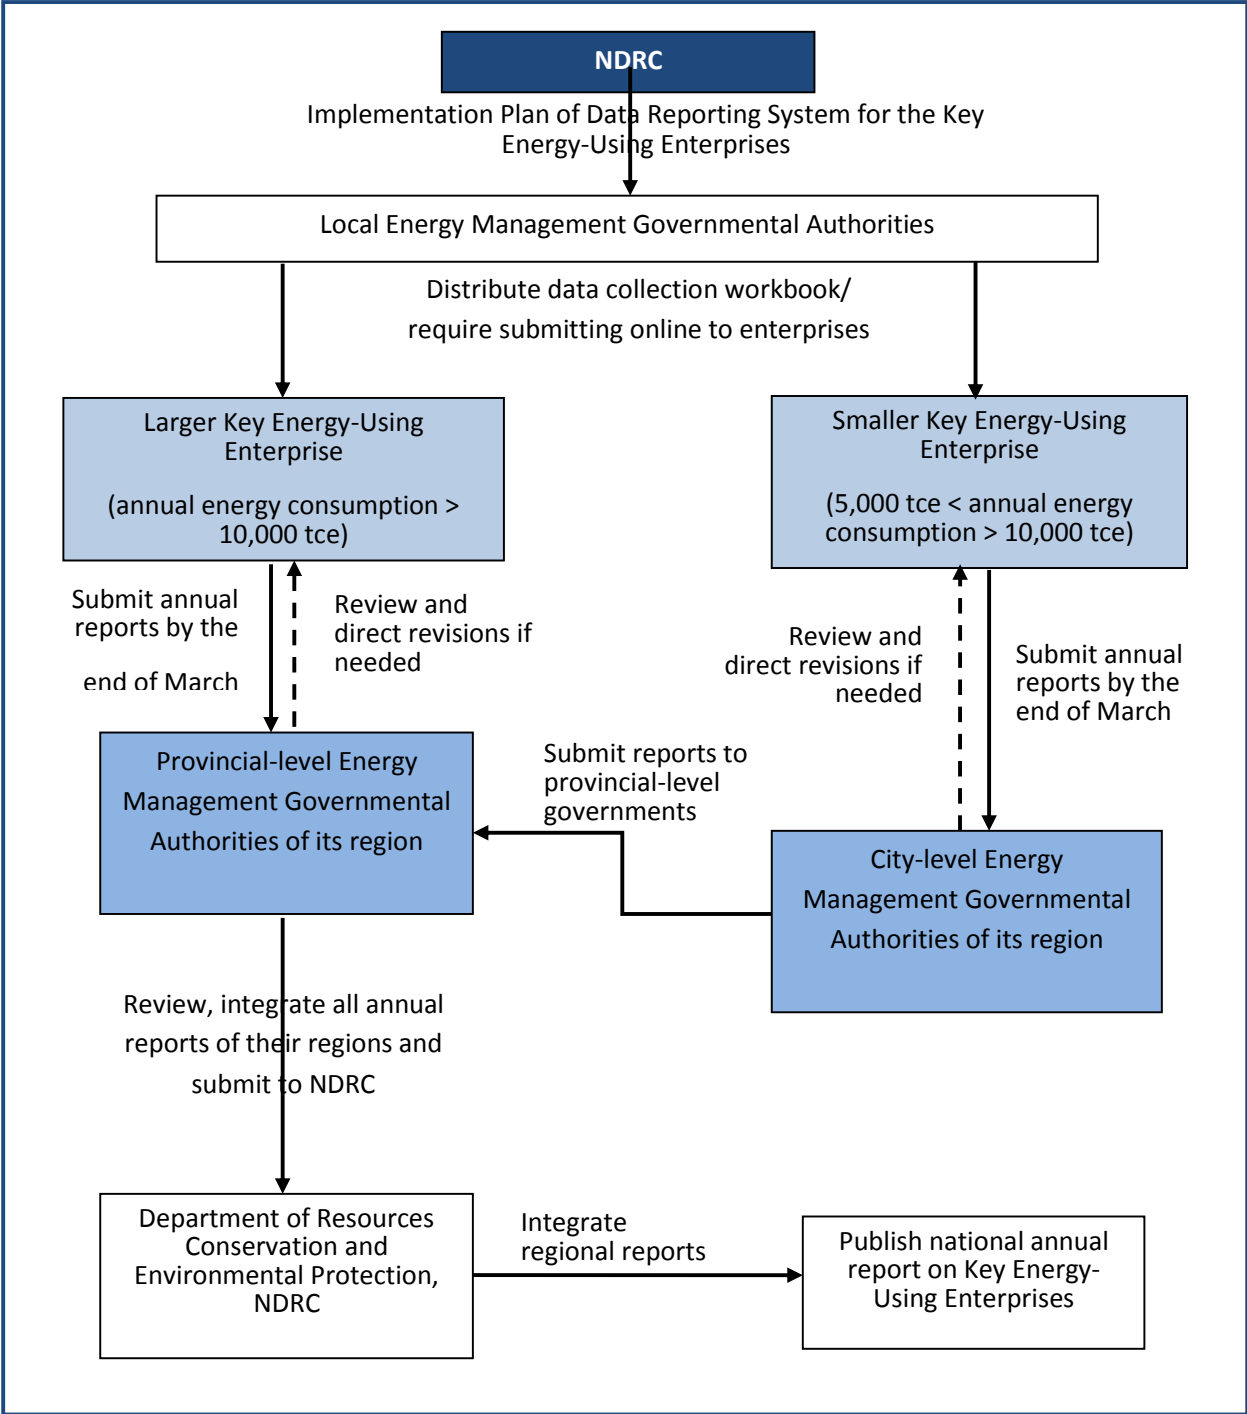 NDRC
Implementation Plan of Data Reporting System for the Key
Energy-Using Enterprises
Local Energy Management Governmental Authorities
Distribute data collection workbook/
require submitting online to enterprises
Larger Key Energy-Using
Enterprise
(annual energy consumption >
10,000 tce)
Smaller Key Energy-Using
Enterprise
(5,000 tce < annual energy
consumption > 10,000 tce)
Submit annual
reports by the
end of March
Review and
direct revisions if
needed
Review and
direct revisions if
needed
Submit annual
reports by the
end of March
Provincial-level Energy
Management Governmental
Authorities of its region
Submit reports to
provincial-level
governments
City-level Energy
Management Governmental
Authorities of its region
Review, integrate all annual
reports of their regions and
submit to NDRC
Department of Resources
Conservation and
Environmental Protection,
NDRC
Integrate
regional reports
Publish national annual
report on Key Energy-
Using Enterprises